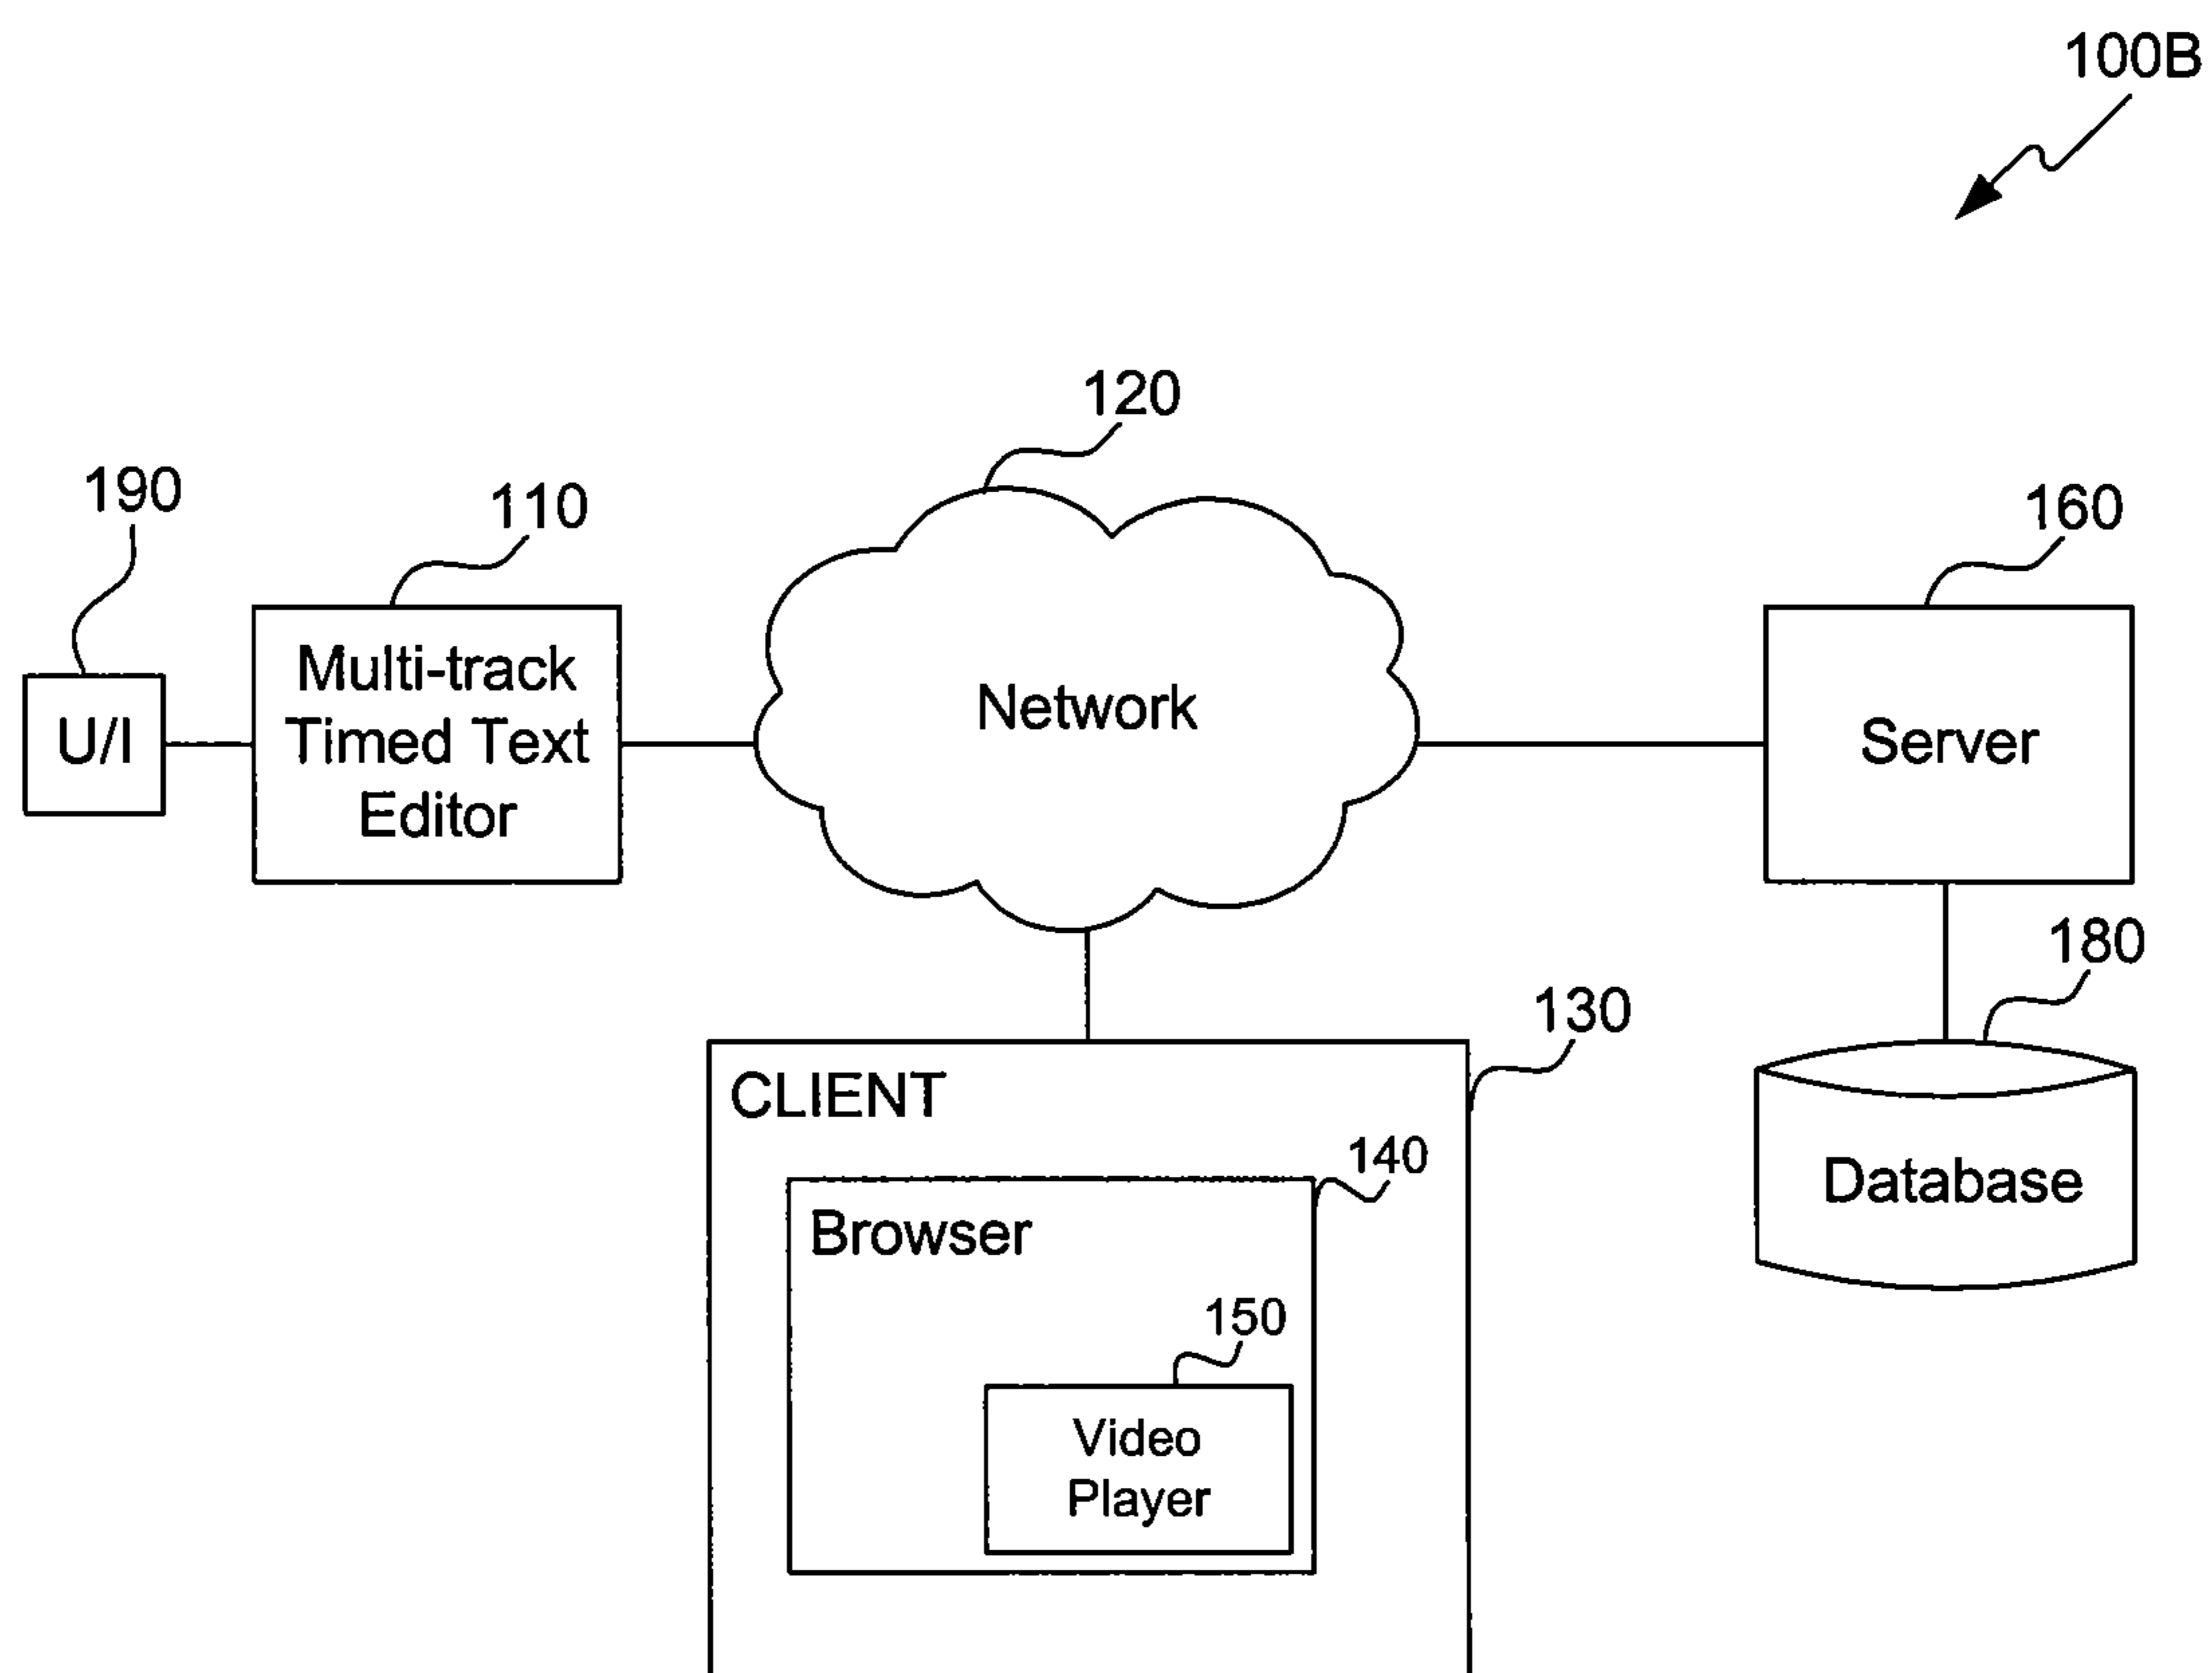 100B
120
190
110
160
Multi-track
Timed Text
Editor
U/I
Network
Server
180
130
CLIENT
140
Database
Browser
150
Video
Player